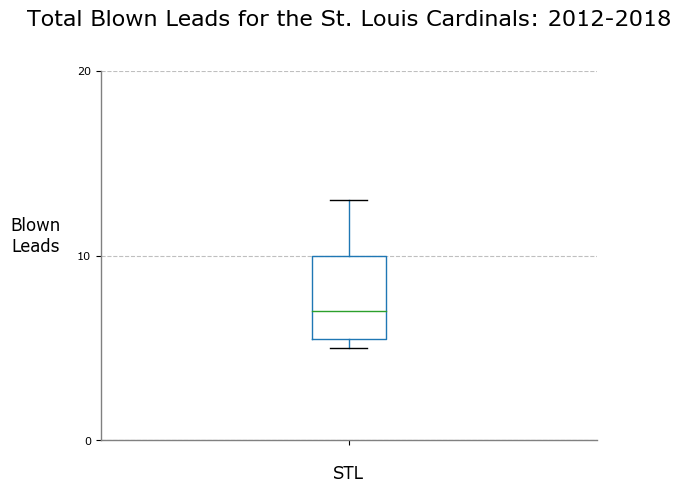 Total Blown Leads for the St. Louis Cardinals: 2012-2018
20
Blown
Leads
10
0
STL